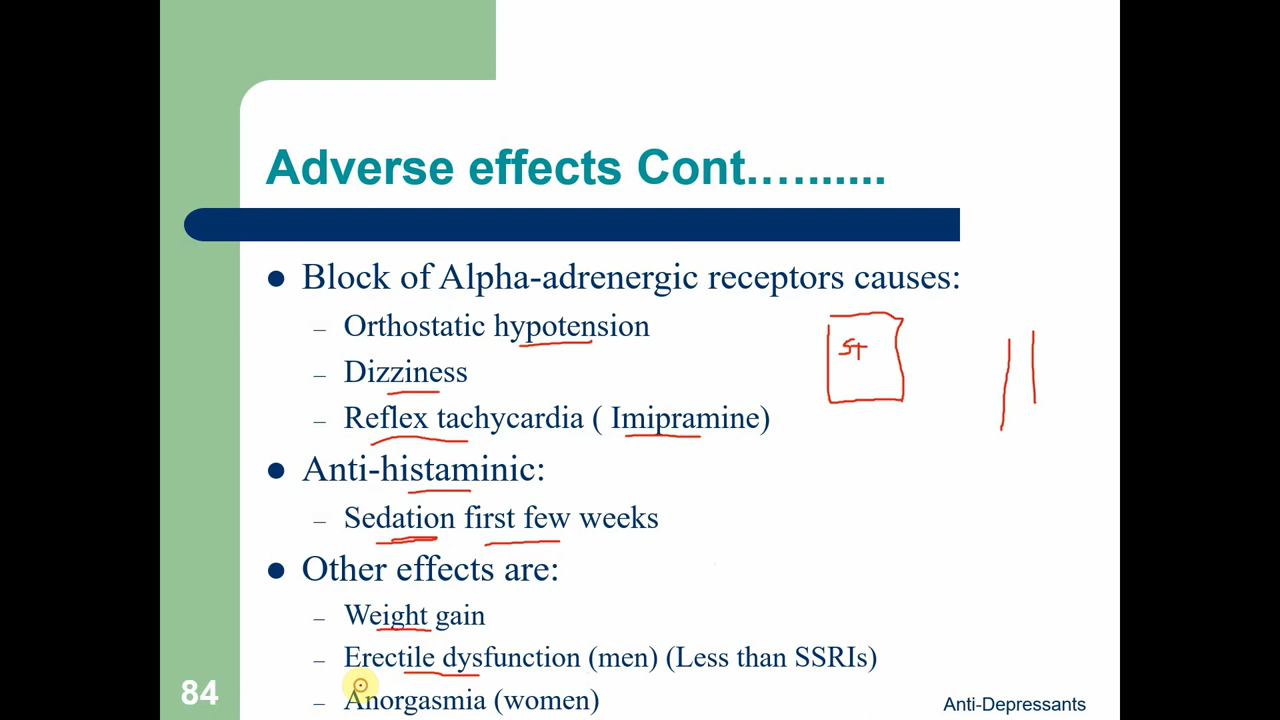 Adverse effects Cont.….......
● Block of Alpha-adrenergic receptors causes:
– Orthostatic hypotension
– Dizziness
– Reflex tachycardia ( Imipramine)
● Anti-histaminic:
– Sedation first few weeks
● Other effects are:
– Weight gain
– Erectile dysfunction (men) (Less than SSRIs)
– Anorgasmia (women)
84
Anti-Depressants